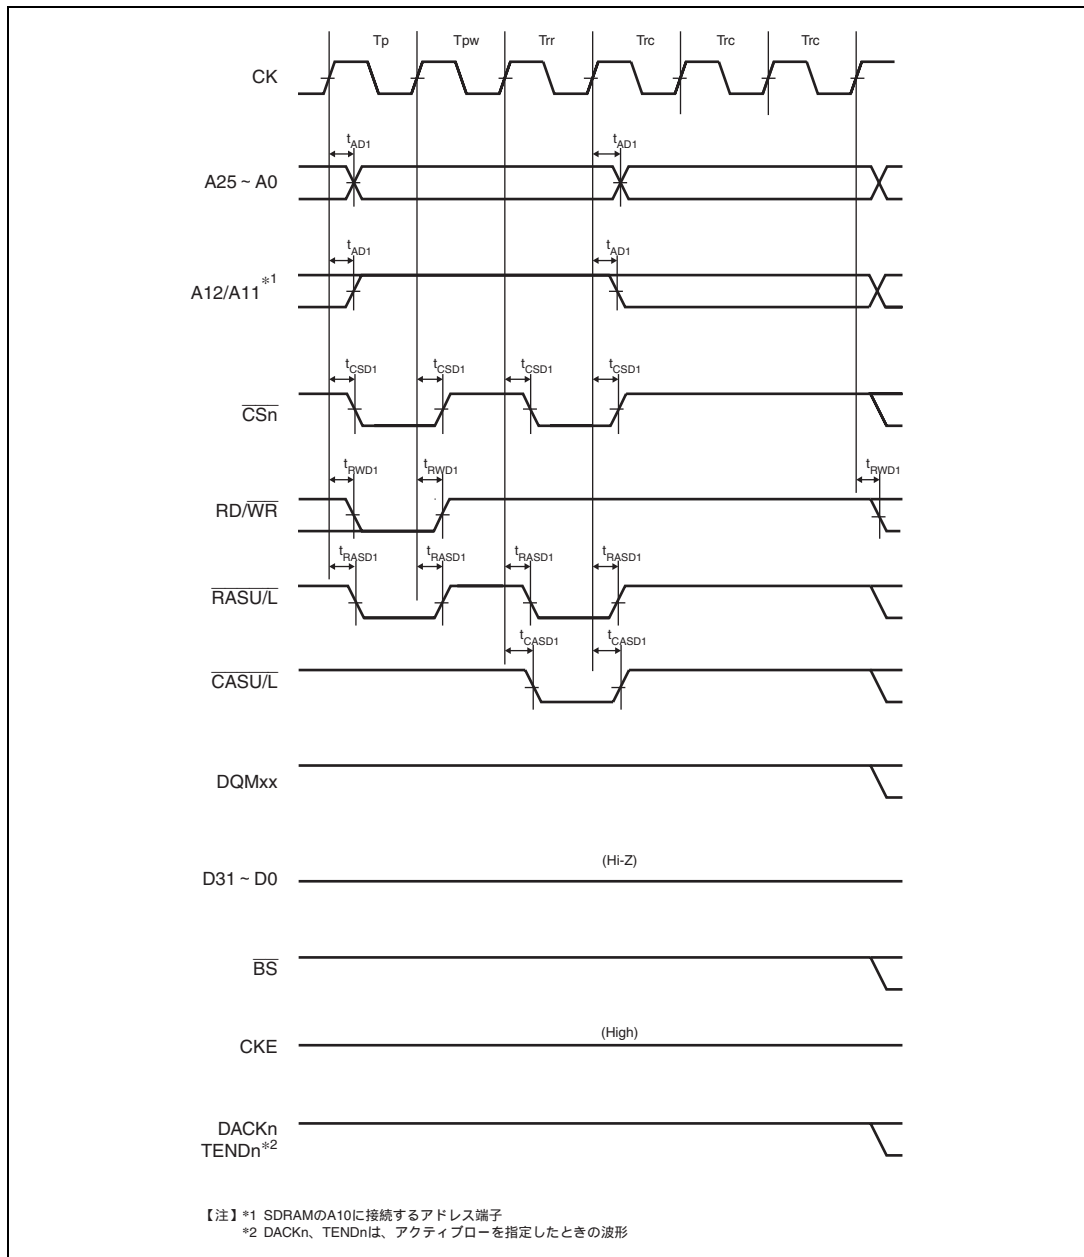 Tp Tpw Trr Trc Trc Trc
CK
tAD1 tAD1
A25 ~ A0
tAD1 tAD1
A12/A11*1
tCSD1 tCSD1 tCSD1 tCSD1
CSn
tRWD1 tRWD1 tRWD1
RD/WR
tRASD1 tRASD1 tRASD1 tRASD1
RASU/L
tCASD1 tCASD1
CASU/L
DQMxx
(Hi-Z)
D31 ~ D0
BS
(High)
CKE
DACKn
TENDn*2
【注】*1 SDRAMのA10に接続するアドレス端子
*2 DACKn、TENDnは、アクティブローを指定したときの波形